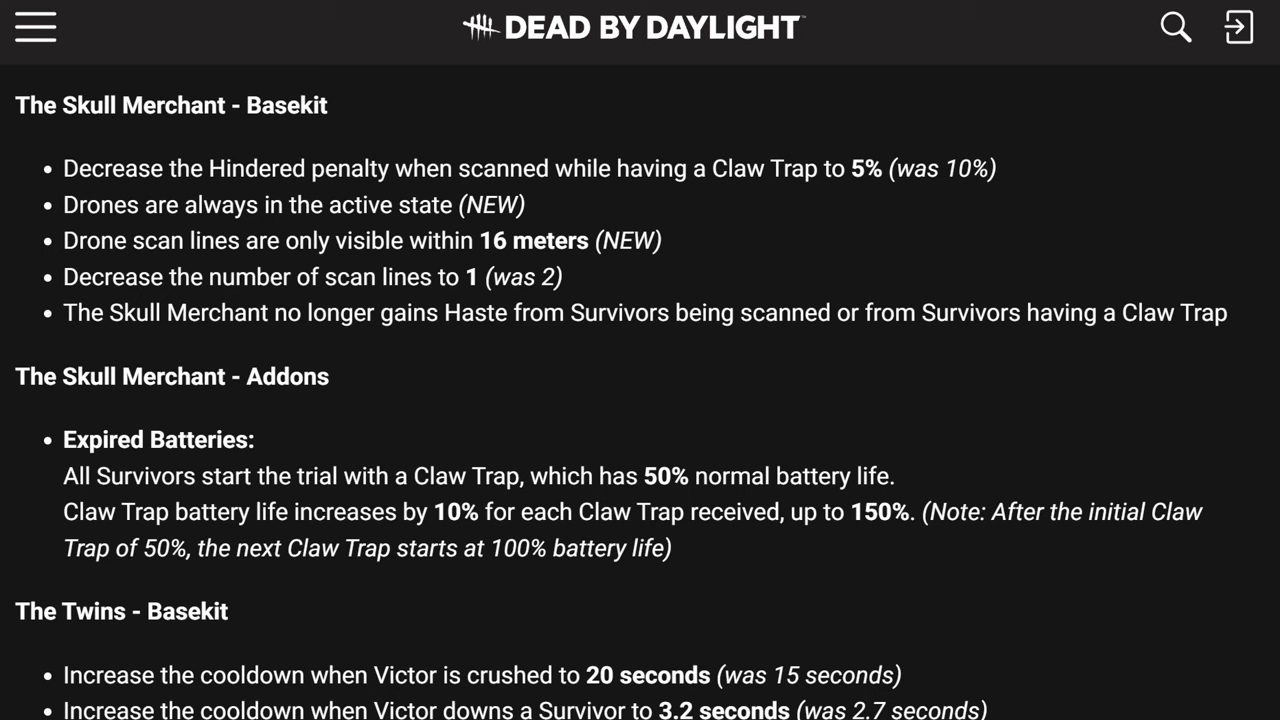 DEAD BY DAYLIGHT™
The Skull Merchant - Basekit
• Decrease the Hindered penalty when scanned while having a Claw Trap to 5% (was 10%)
• Drones are always in the active state (NEW)
• Drone scan lines are only visible within 16 meters (NEW)
• Decrease the number of scan lines to 1 (was 2)
• The Skull Merchant no longer gains Haste from Survivors being scanned or from Survivors having a Claw Trap
The Skull Merchant - Addons
• Expired Batteries:
All Survivors start the trial with a Claw Trap, which has 50% normal battery life.
Claw Trap battery life increases by 10% for each Claw Trap received, up to 150%. (Note: After the initial Claw
Trap of 50%, the next Claw Trap starts at 100% battery life)
The Twins - Basekit
• Increase the cooldown when Victor is crushed to 20 seconds (was 15 seconds)
• Increase the cooldown when Victor downs a Survivor to 3.2 seconds (was 2.7 seconds)